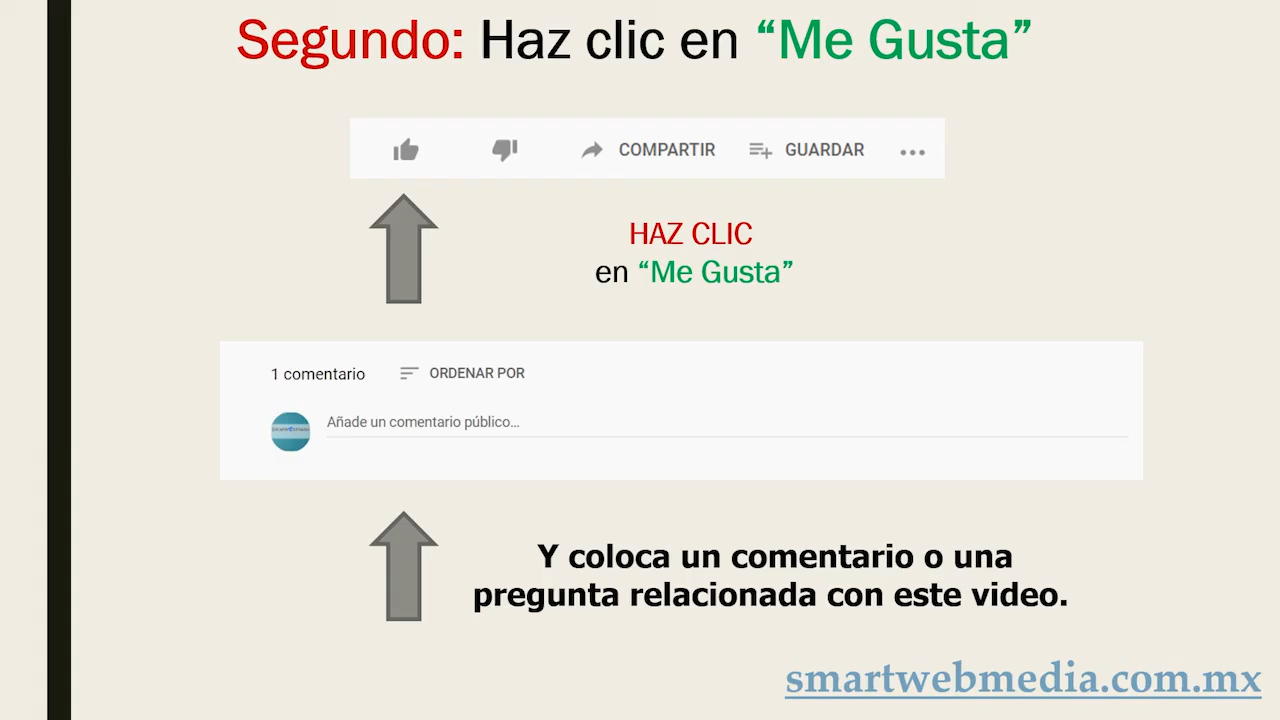 Segundo: Haz clic en “Me Gusta”
COMPARTIR GUARDAR
HAZ CLIC
en “Me Gusta”
1 comentario ORDENAR POR
Añade un comentario público...
Y coloca un comentario o una
pregunta relacionada con este video.
smartwebmedia.com.mx